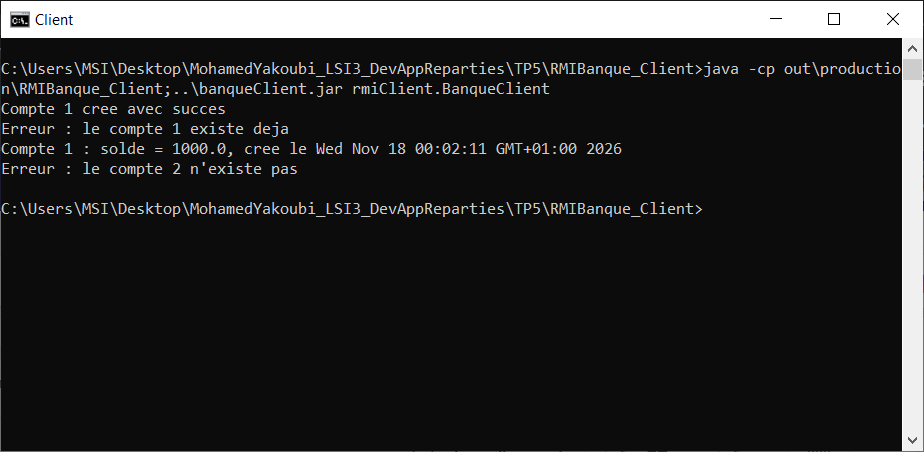 Client
C:\Users\MSI\Desktop\MohamedYakoubi_LSI3_DevAppReparties\TP5\RMIBanque_Client>java -cp out\productio
n\RMIBanque_Client;..\banqueClient.jar rmiClient.BanqueClient
Compte 1 cree avec succes
Erreur : le compte 1 existe deja
Compte 1 : solde = 1000.0, cree le Wed Nov 18 00:02:11 GMT+01:00 2026
Erreur : le compte 2 n'existe pas
C:\Users\MSI\Desktop\MohamedYakoubi_LSI3_DevAppReparties\TP5\RMIBanque_Client>